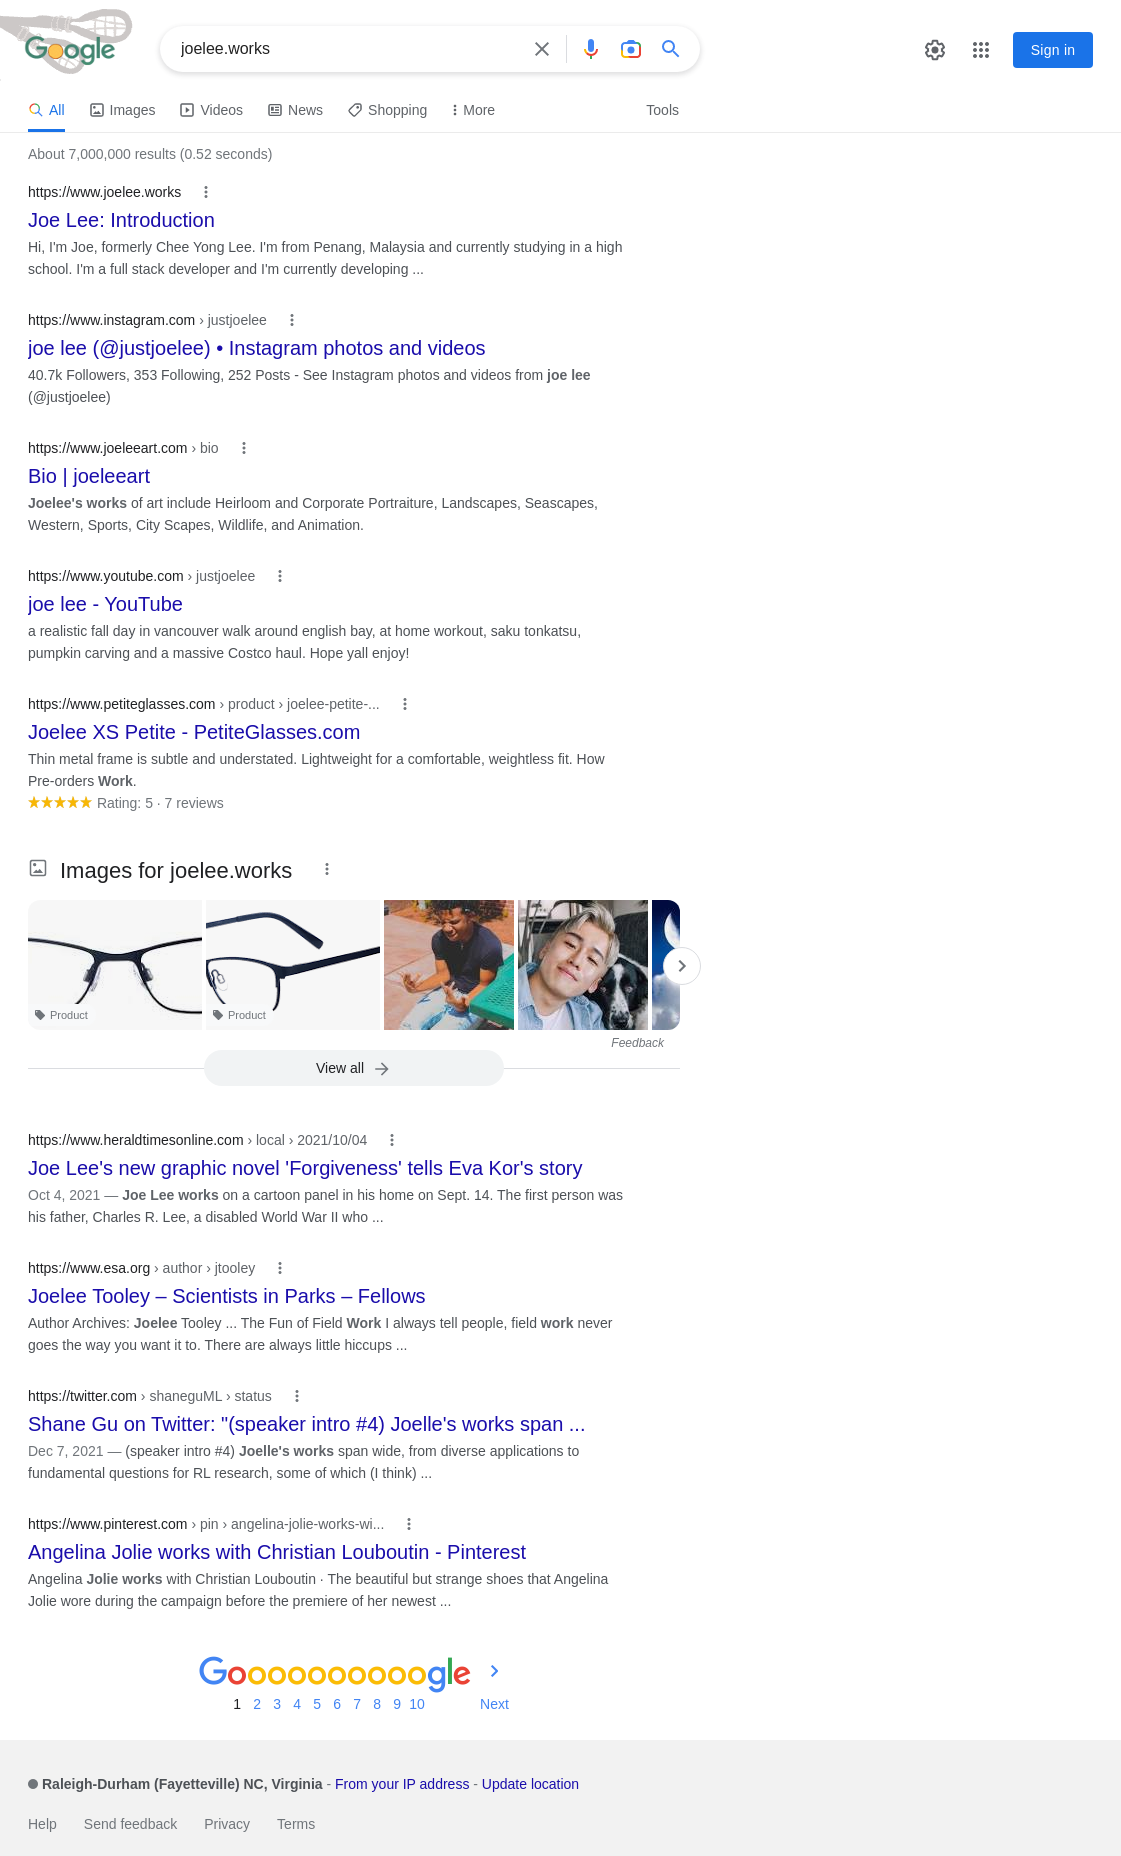 Google
joelee.works
Sign in
All Images Videos News Shopping More Tools
About 7,000,000 results (0.52 seconds)
https://www.joelee.works
Joe Lee: Introduction
Hi, I'm Joe, formerly Chee Yong Lee. I'm from Penang, Malaysia and currently studying in a high
school. I'm a full stack developer and I'm currently developing ...
https://www.instagram.com › justjoelee
joe lee (@justjoelee) • Instagram photos and videos
40.7k Followers, 353 Following, 252 Posts - See Instagram photos and videos from joe lee
(@justjoelee)
https://www.joeleeart.com › bio
Bio | joeleeart
Joelee's works of art include Heirloom and Corporate Portraiture, Landscapes, Seascapes,
Western, Sports, City Scapes, Wildlife, and Animation.
https://www.youtube.com › justjoelee
joe lee - YouTube
a realistic fall day in vancouver walk around english bay, at home workout, saku tonkatsu,
pumpkin carving and a massive Costco haul. Hope yall enjoy!
https://www.petiteglasses.com › product › joelee-petite-...
Joelee XS Petite - PetiteGlasses.com
Thin metal frame is subtle and understated. Lightweight for a comfortable, weightless fit. How
Pre-orders Work.
Rating: 5 · 7 reviews
Images for joelee.works
Product
Product
Feedback
View all
https://www.heraldtimesonline.com › local › 2021/10/04
Joe Lee's new graphic novel 'Forgiveness' tells Eva Kor's story
Oct 4, 2021 — Joe Lee works on a cartoon panel in his home on Sept. 14. The first person was
his father, Charles R. Lee, a disabled World War II who ...
https://www.esa.org › author › jtooley
Joelee Tooley – Scientists in Parks – Fellows
Author Archives: Joelee Tooley ... The Fun of Field Work I always tell people, field work never
goes the way you want it to. There are always little hiccups ...
https://twitter.com › shaneguML › status
Shane Gu on Twitter: "(speaker intro #4) Joelle's works span ...
Dec 7, 2021 — (speaker intro #4) Joelle's works span wide, from diverse applications to
fundamental questions for RL research, some of which (I think) ...
https://www.pinterest.com › pin › angelina-jolie-works-wi...
Angelina Jolie works with Christian Louboutin - Pinterest
Angelina Jolie works with Christian Louboutin · The beautiful but strange shoes that Angelina
Jolie wore during the campaign before the premiere of her newest ...
Goooooooooogle
1 2 3 4 5 6 7 8 9 10 Next
Raleigh-Durham (Fayetteville) NC, Virginia - From your IP address - Update location
Help Send feedback Privacy Terms